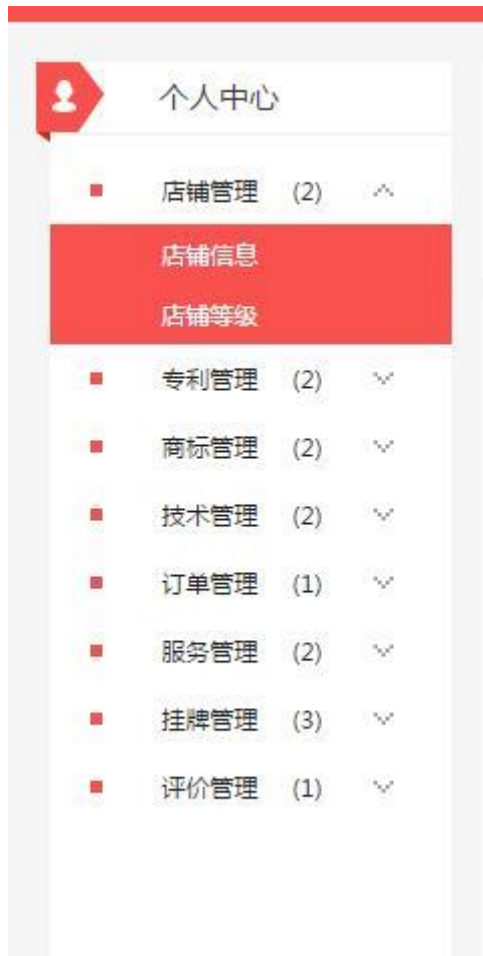 个人中心
店铺管理 (2)
店铺信息
店铺等级
专利管理 (2)
商标管理 (2)
技术管理 (2)
订单管理 (1)
服务管理 (2)
挂牌管理 (3)
评价管理 (1)